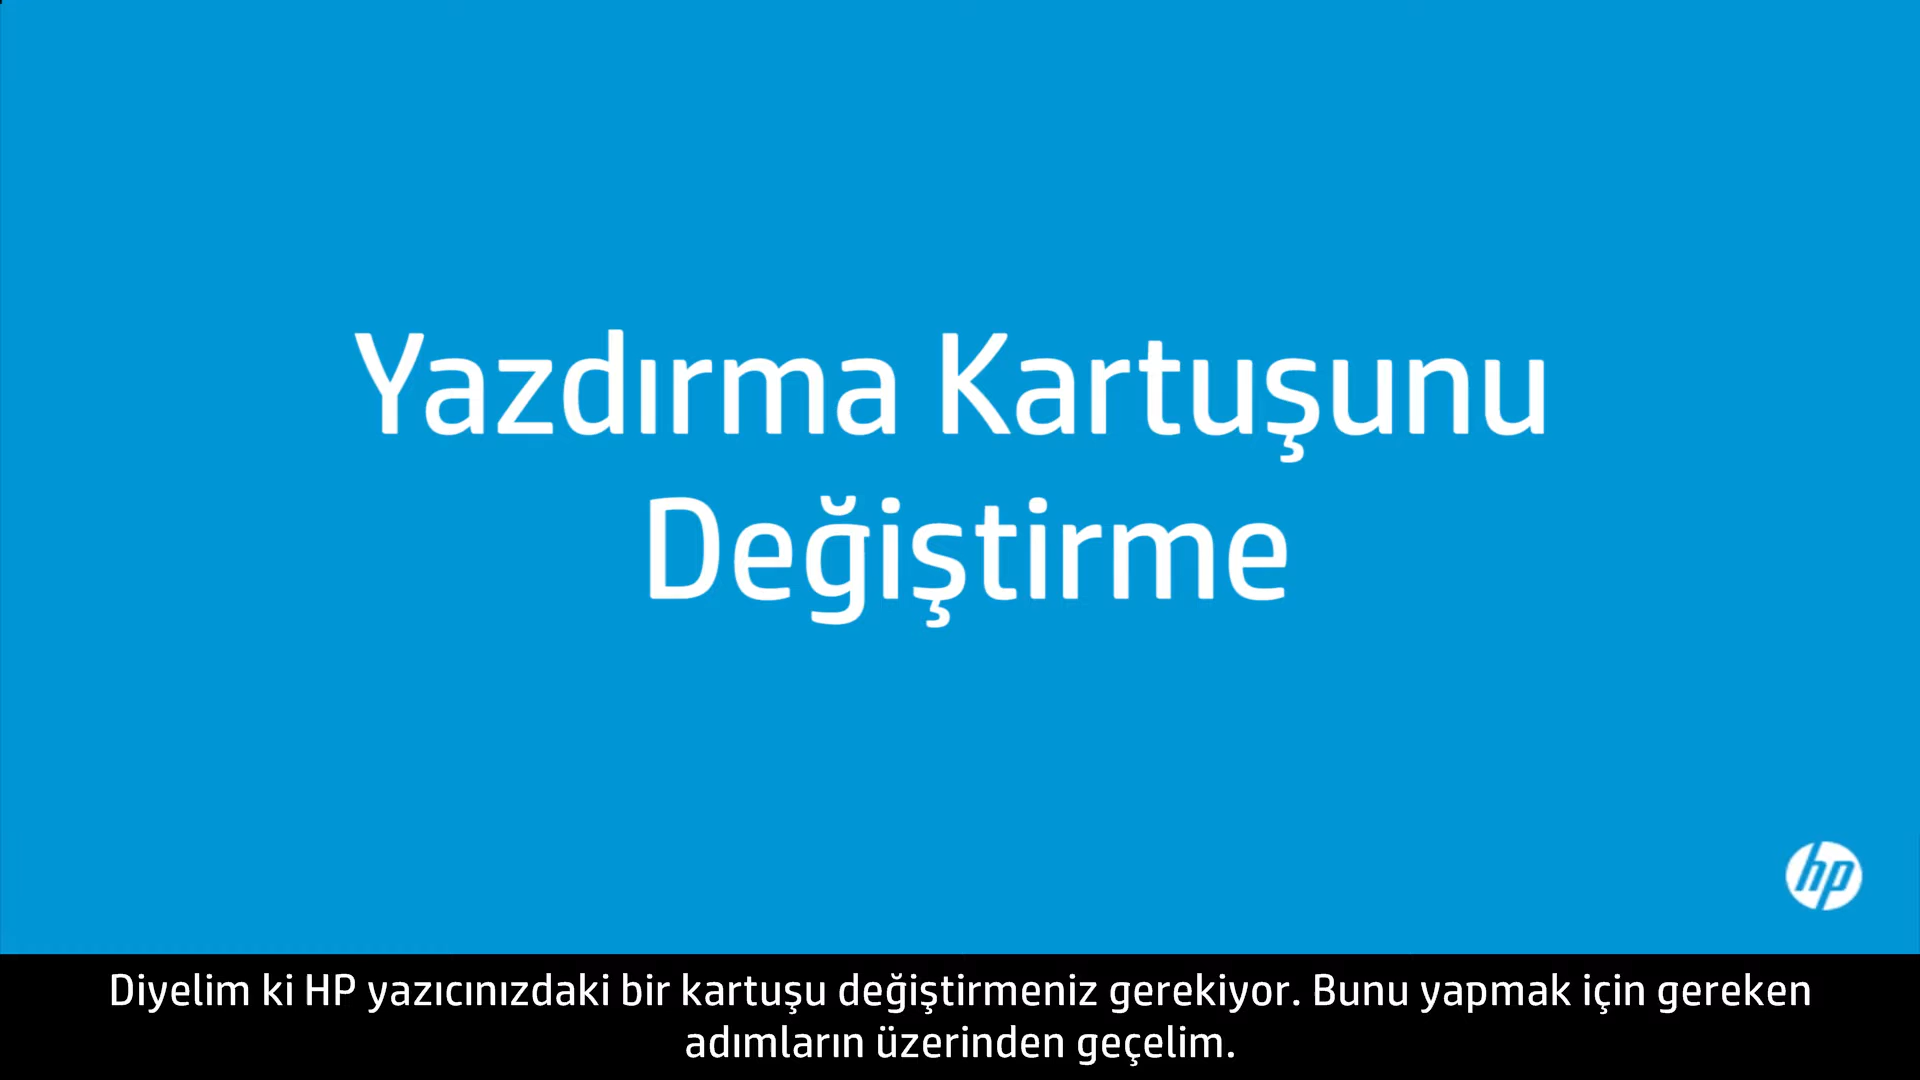 Yazdırma Kartuşunu
Değiştirme
hp
Diyelim ki HP yazıcınızdaki bir kartuşu değiştirmeniz gerekiyor. Bunu yapmak için gereken
adımların üzerinden geçelim.